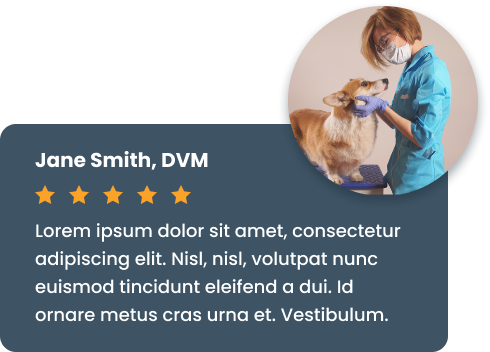 Jane Smith, DVM
Lorem ipsum dolor sit amet, consectetur
adipiscing elit. Nisl, nisl, volutpat nunc
euismod tincidunt eleifend a dui. Id
ornare metus cras urna et. Vestibulum.